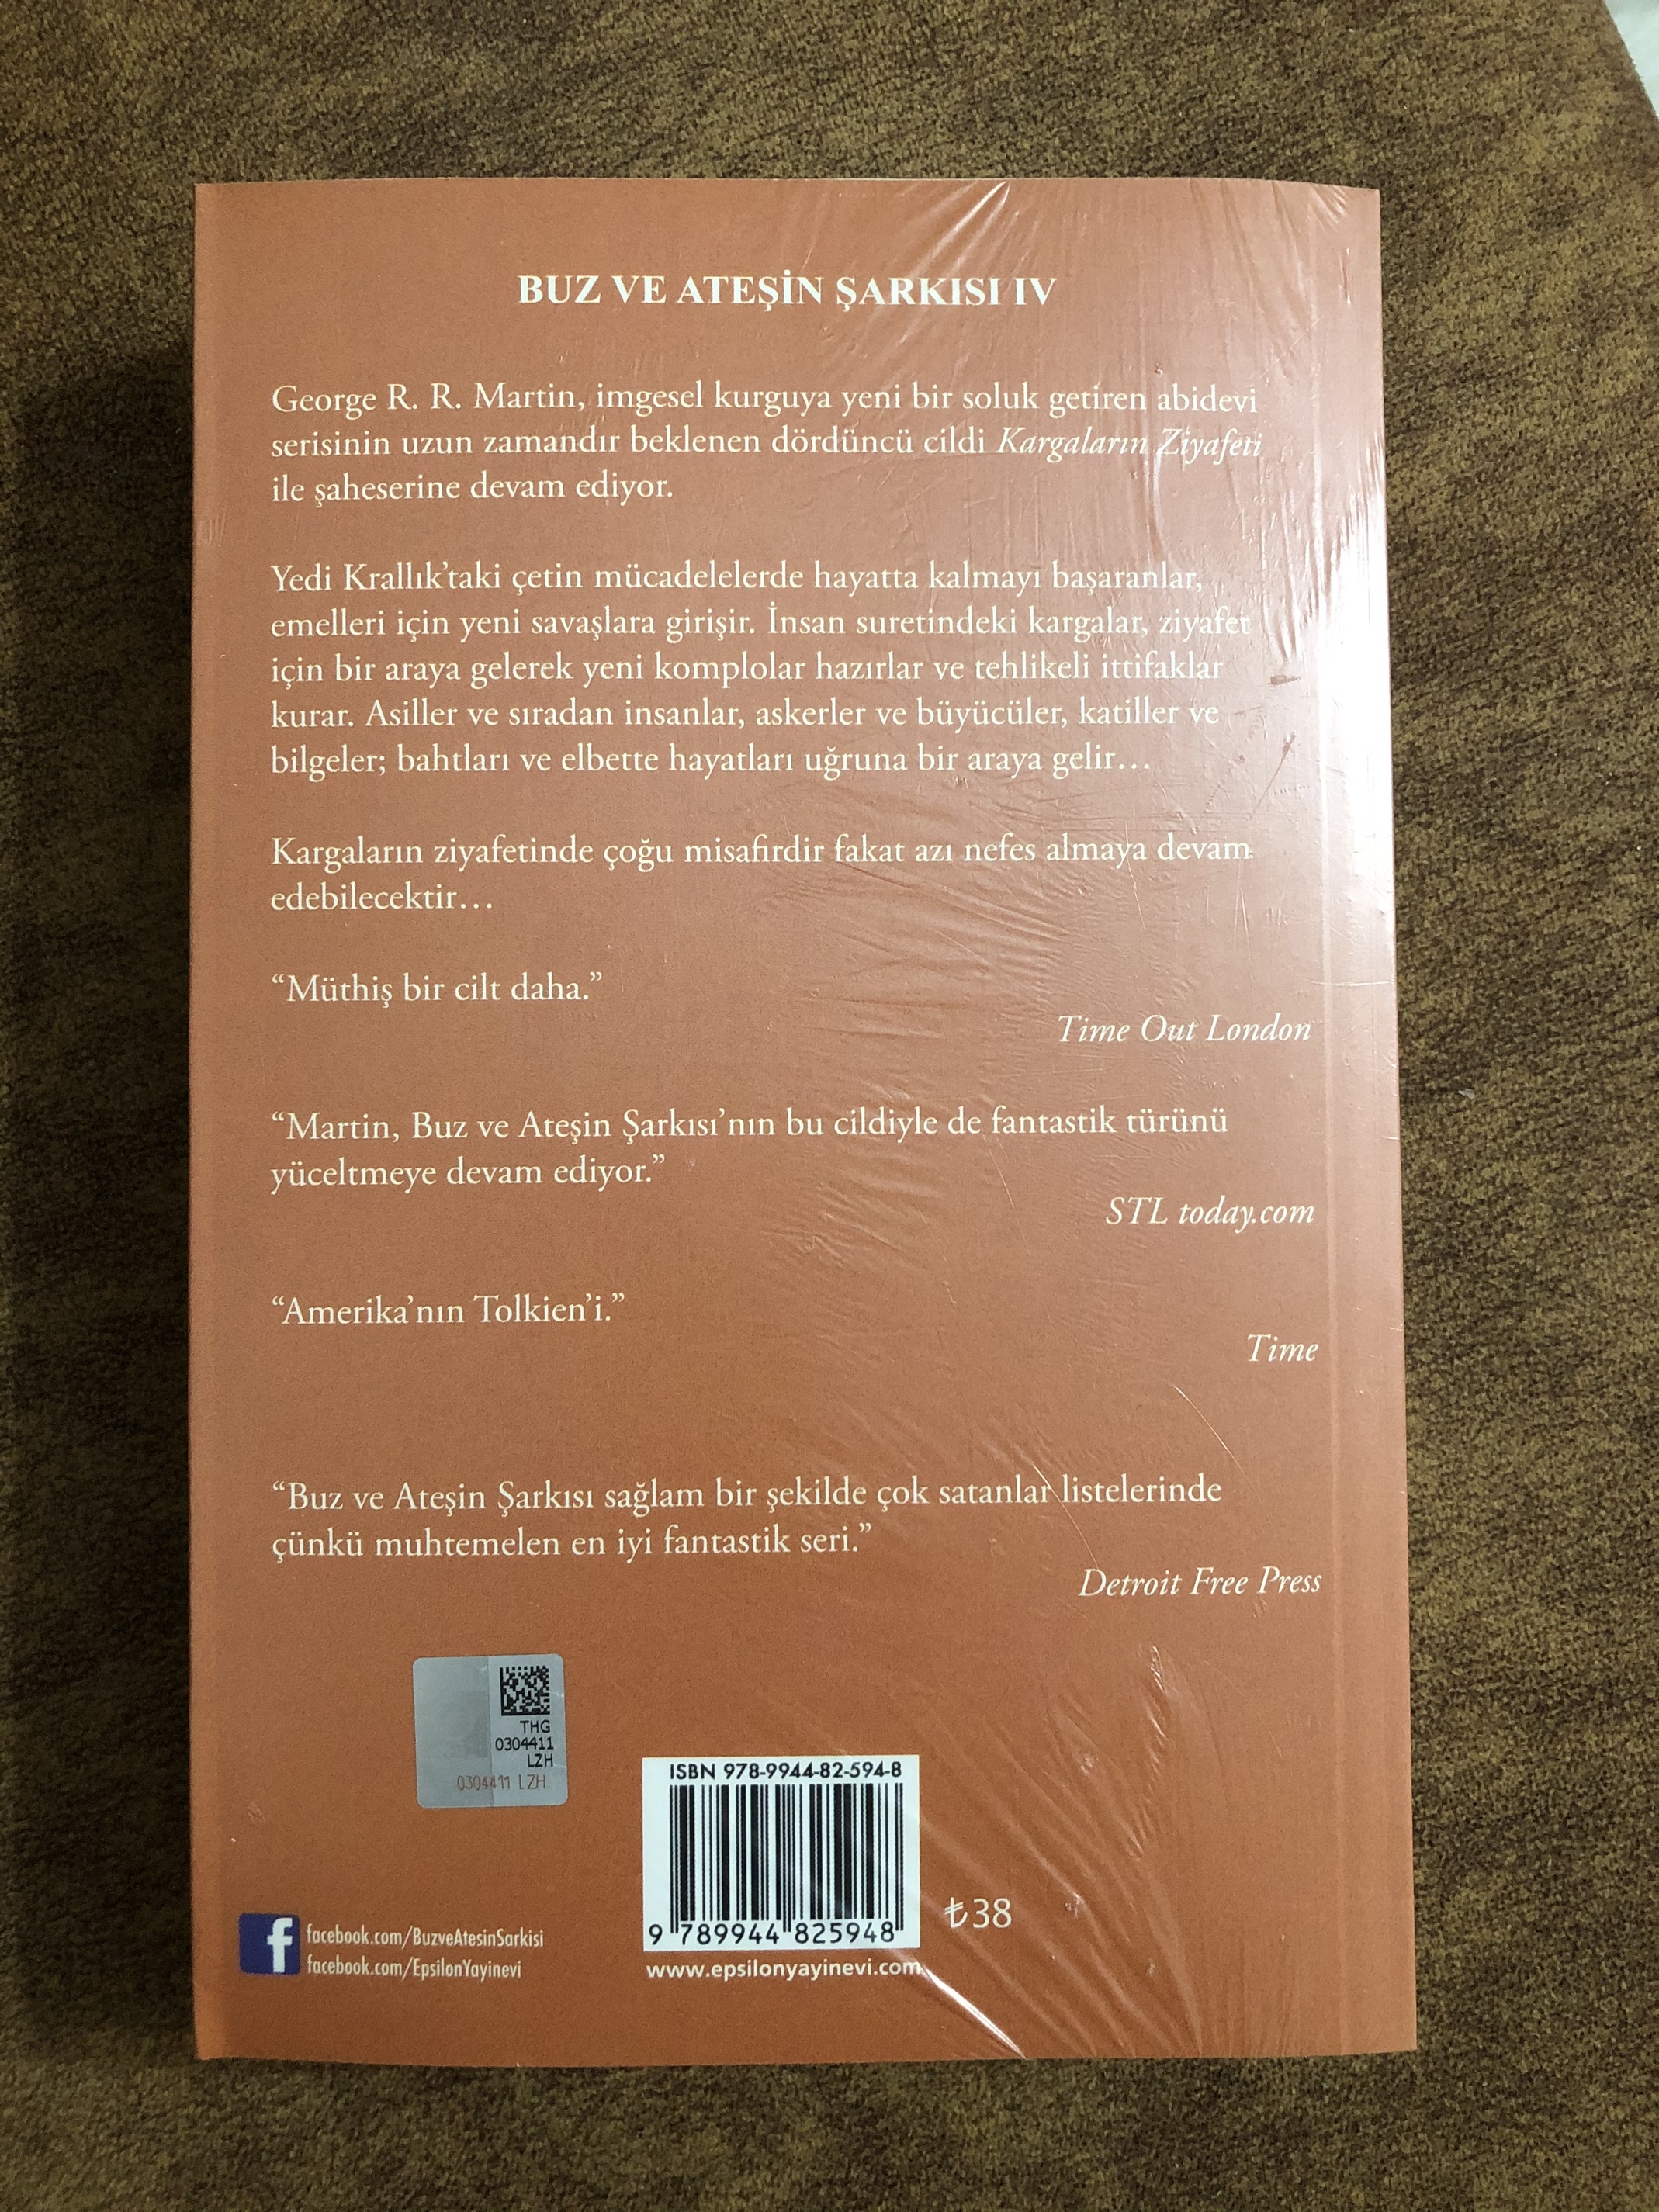 BUZ VE ATEŞİN ŞARKISI IV
George R. R. Martin, imgesel kurguya yeni bir soluk getiren abidevi
serisinin uzun zamandır beklenen dördüncü cildi Kargaların Ziyafeti
ile şaheserine devam ediyor.
Yedi Krallık'taki çetin mücadelelerde hayatta kalmayı başaranlar,
emelleri için yeni savaşlara girişir. İnsan suretindeki kargalar, ziyafet
için bir araya gelerek yeni komplolar hazırlar ve tehlikeli ittifaklar
kurar. Asiller ve sıradan insanlar, askerler ve büyücüler, katiller ve
bilgeler; bahtları ve elbette hayatları uğruna bir araya gelir...
Kargaların ziyafetinde çoğu misafirdir fakat azı nefes almaya devam
edebilecektir...
“Müthiş bir cilt daha.”
Time Out London
“Martin, Buz ve Ateşin Şarkısı'nın bu cildiyle de fantastik türünü
yüceltmeye devam ediyor.”
STL today.com
“Amerika'nın Tolkien'i.”
Time
“Buz ve Ateşin Şarkısı sağlam bir şekilde çok satanlar listelerinde
çünkü muhtemelen en iyi fantastik seri.”
Detroit Free Press
THG
0304411
LZH
0304411 LZH
ISBN 978-9944-82-594-8
9 789944 825948
₺38
www.epsilonyayinevi.com
facebook.com/BuzveAtesinSarkisi
facebook.com/EpsilonYayinevi